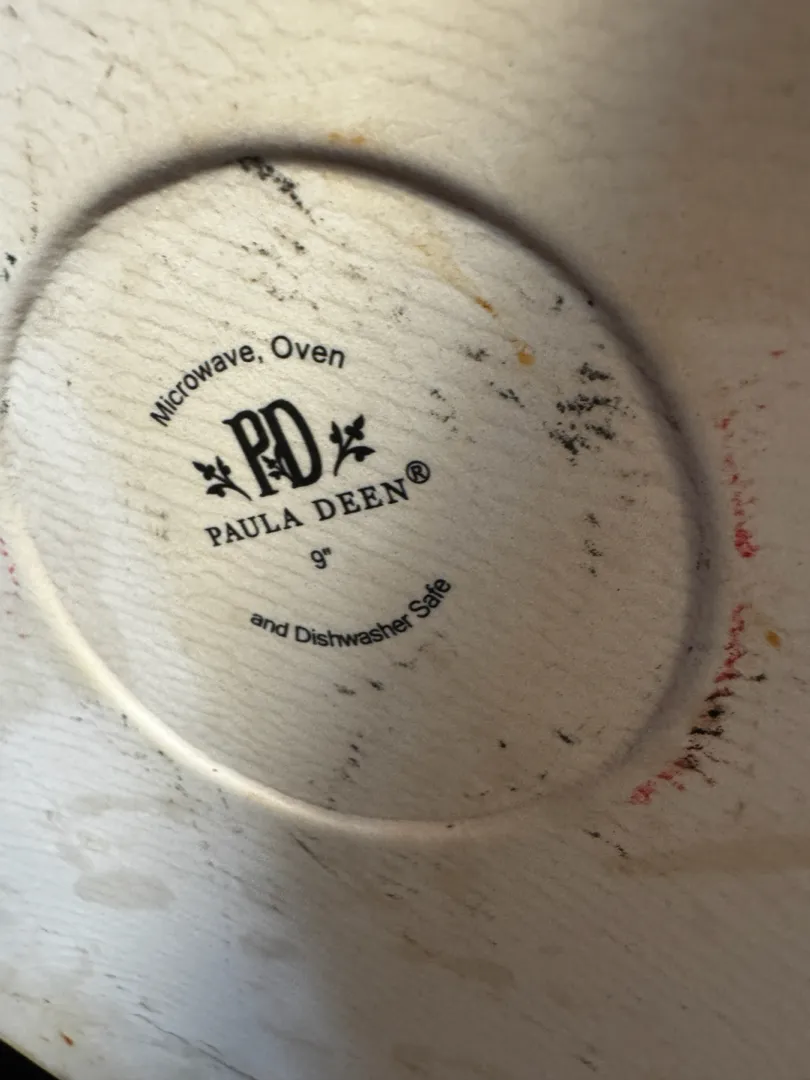 Microwave, Oven
PD
PAULA DEEN®
9"
and Dishwasher Safe